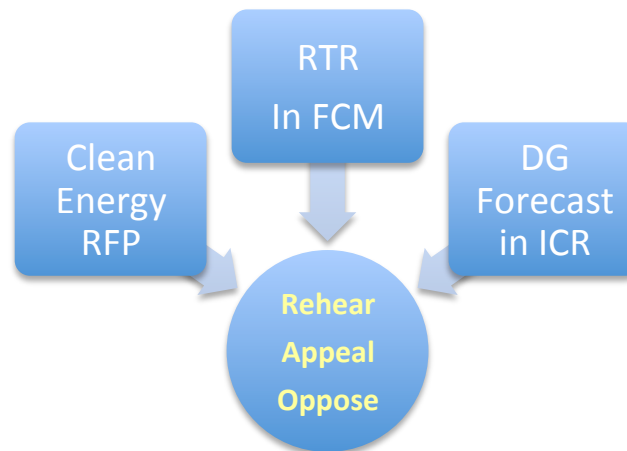 RTR
In FCM
Clean
Energy
RFP
DG
Forecast
in ICR
Rehear
Appeal
Oppose